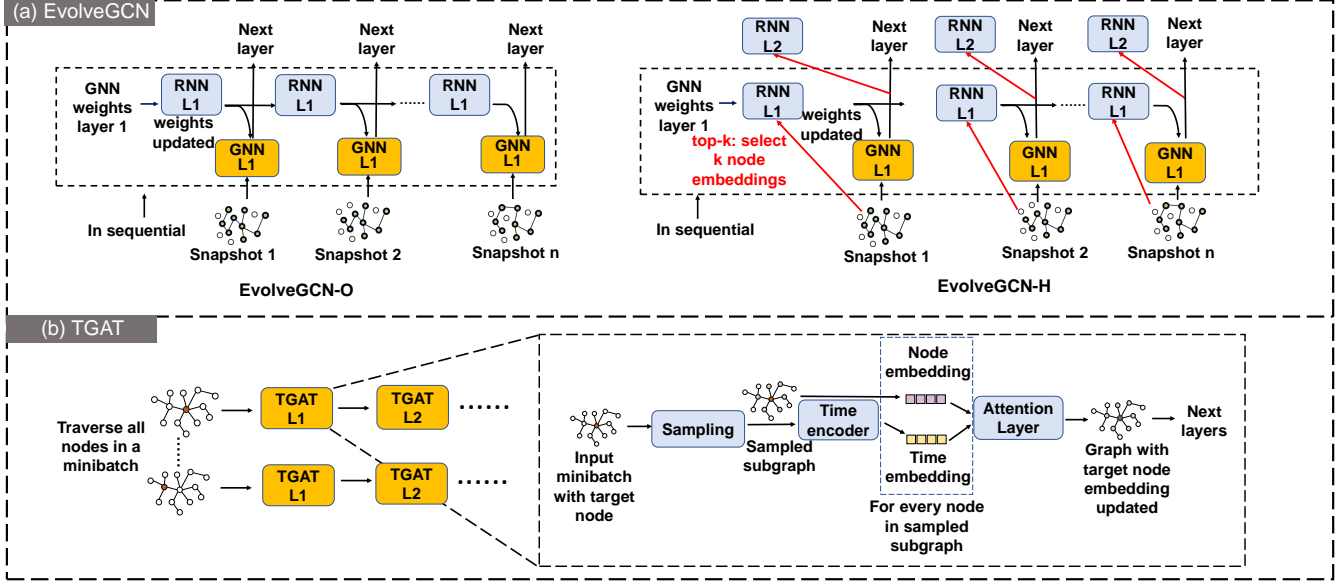 (a) EvolveGCN
Next
layer
Next
layer
Next
layer
GNN
weights
layer 1
RNN
L1
RNN
L1
RNN
L1
weights
updated
GNN
L1
GNN
L1
GNN
L1
In sequential
Snapshot 1
Snapshot 2
Snapshot n
EvolveGCN-O
RNN
L2
Next
layer
RNN
L2
Next
layer
RNN
L2
Next
layer
GNN
weights
layer 1
RNN
L1
RNN
L1
RNN
L1
weights
updated
top-k: select
k node
embeddings
GNN
L1
GNN
L1
GNN
L1
In sequential
Snapshot 1
Snapshot 2
Snapshot n
EvolveGCN-H
(b) TGAT
Traverse all
nodes in a
minibatch
TGAT
L1
TGAT
L2
TGAT
L1
TGAT
L2
Input
minibatch
with target
node
Sampling
Sampled
subgraph
Time
encoder
Node
embedding
Time
embedding
For every node
in sampled
subgraph
Attention
Layer
Graph with
target node
embedding
updated
Next
layers